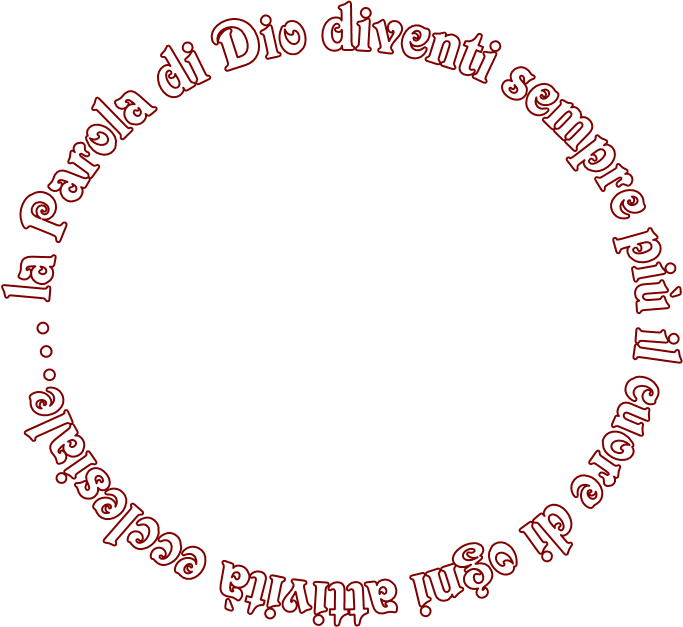 la Parola di Dio diventi sempre più il cuore di ogni attività ecclesiale...